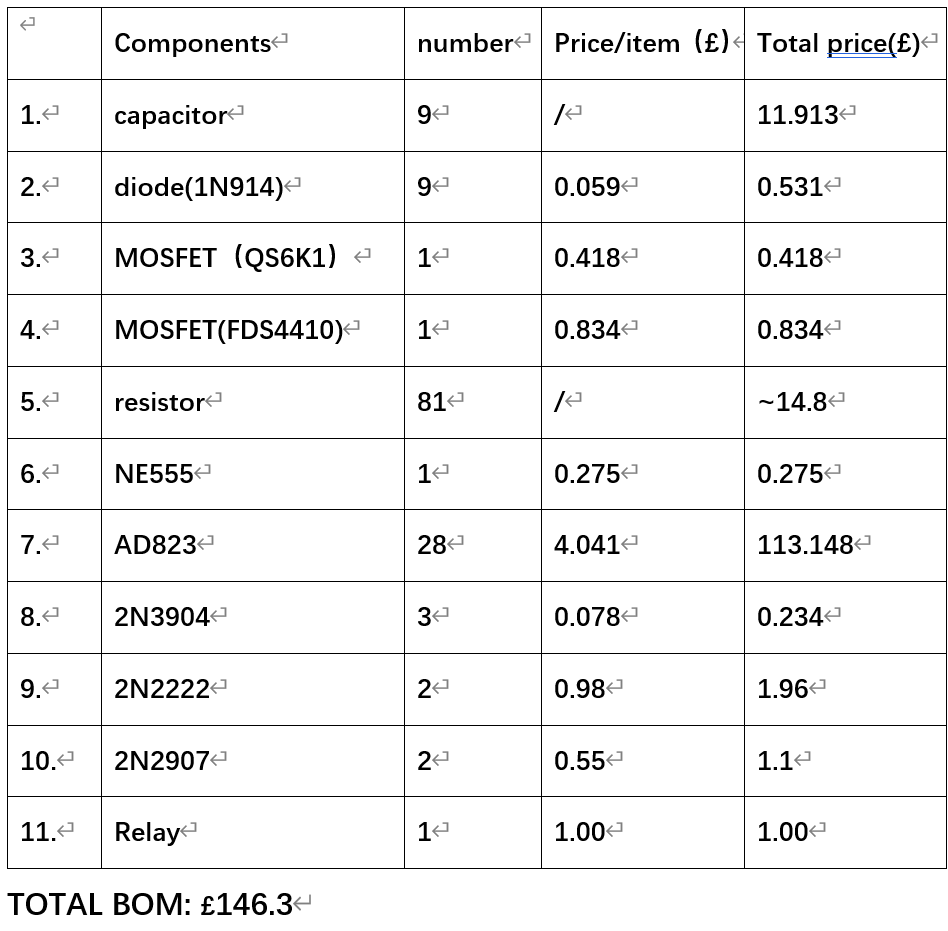 Components number Price/item（£） Total price(£)
1. capacitor 9 / 11.913
2. diode(1N914) 9 0.059 0.531
3. MOSFET（QS6K1） 1 0.418 0.418
4. MOSFET(FDS4410) 1 0.834 0.834
5. resistor 81 / ~14.8
6. NE555 1 0.275 0.275
7. AD823 28 4.041 113.148
8. 2N3904 3 0.078 0.234
9. 2N2222 2 0.98 1.96
10. 2N2907 2 0.55 1.1
11. Relay 1 1.00 1.00
TOTAL BOM: £146.3